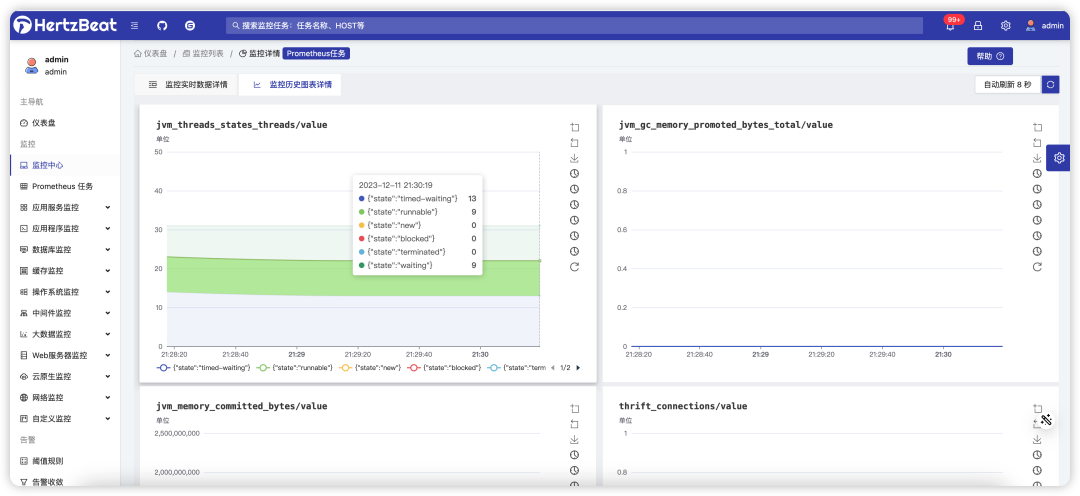 HertzBeat
搜索监控任务：任务名称、HOST等
99+
admin
admin
admin
主导航
仪表盘
监控
监控中心
Prometheus 任务
应用服务监控
应用程序监控
数据库监控
缓存监控
操作系统监控
中间件监控
大数据监控
Web服务器监控
云原生监控
网络监控
自定义监控
告警
阈值规则
告警收敛
仪表盘 / 监控列表 / 监控详情 Prometheus任务
帮助
监控实时数据详情
监控历史图表详情
自动刷新 8 秒
jvm_threads_states_threads/value
单位
50
40
30
20
10
0
21:28:20 21:28:40 21:29 21:29:20 21:29:40 21:30
2023-12-11 21:30:19
{"state":"timed-waiting"} 13
{"state":"runnable"} 9
{"state":"new"} 0
{"state":"blocked"} 0
{"state":"terminated"} 0
{"state":"waiting"} 9
{"state":"timed-waiting"} {"state":"runnable"} {"state":"new"} {"state":"blocked"} {"state":"term 1/2
jvm_gc_memory_promoted_bytes_total/value
单位
1
0.8
0.6
0.4
0.2
0
21:28:20 21:28:40 21:29 21:29:20 21:29:40 21:30
jvm_memory_committed_bytes/value
单位
2,500,000,000
2,000,000,000
thrift_connections/value
单位
1
0.8